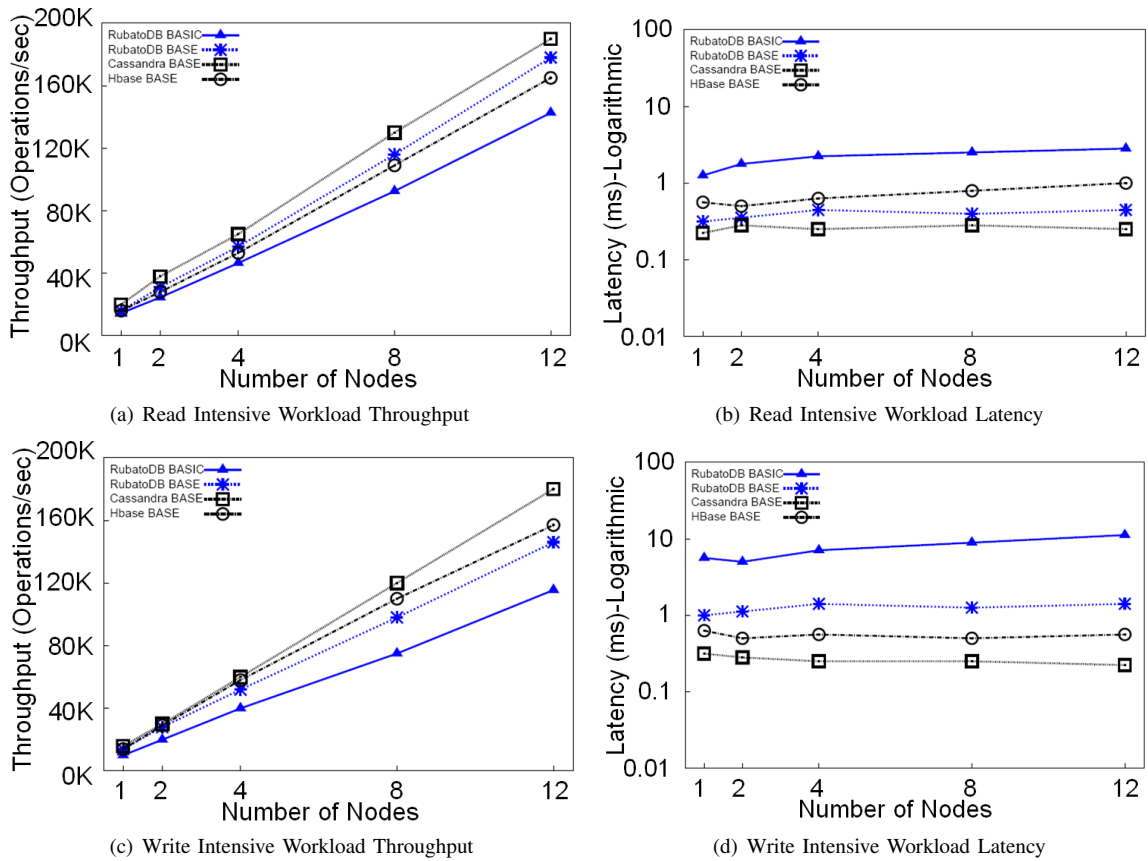 200K
160K
120K
80K
40K
0K
Throughput (Operations/sec)
RubatoDB BASIC
RubatoDB BASE
Cassandra BASE
Hbase BASE
1 2 4 8 12
Number of Nodes
(a) Read Intensive Workload Throughput
100
10
1
0.1
0.01
Latency (ms)-Logarithmic
RubatoDB BASIC
RubatoDB BASE
Cassandra BASE
HBase BASE
1 2 4 8 12
Number of Nodes
(b) Read Intensive Workload Latency
200K
160K
120K
80K
40K
0K
Throughput (Operations/sec)
RubatoDB BASIC
RubatoDB BASE
Cassandra BASE
Hbase BASE
1 2 4 8 12
Number of Nodes
(c) Write Intensive Workload Throughput
100
10
1
0.1
0.01
Latency (ms)-Logarithmic
RubatoDB BASIC
RubatoDB BASE
Cassandra BASE
HBase BASE
1 2 4 8 12
Number of Nodes
(d) Write Intensive Workload Latency